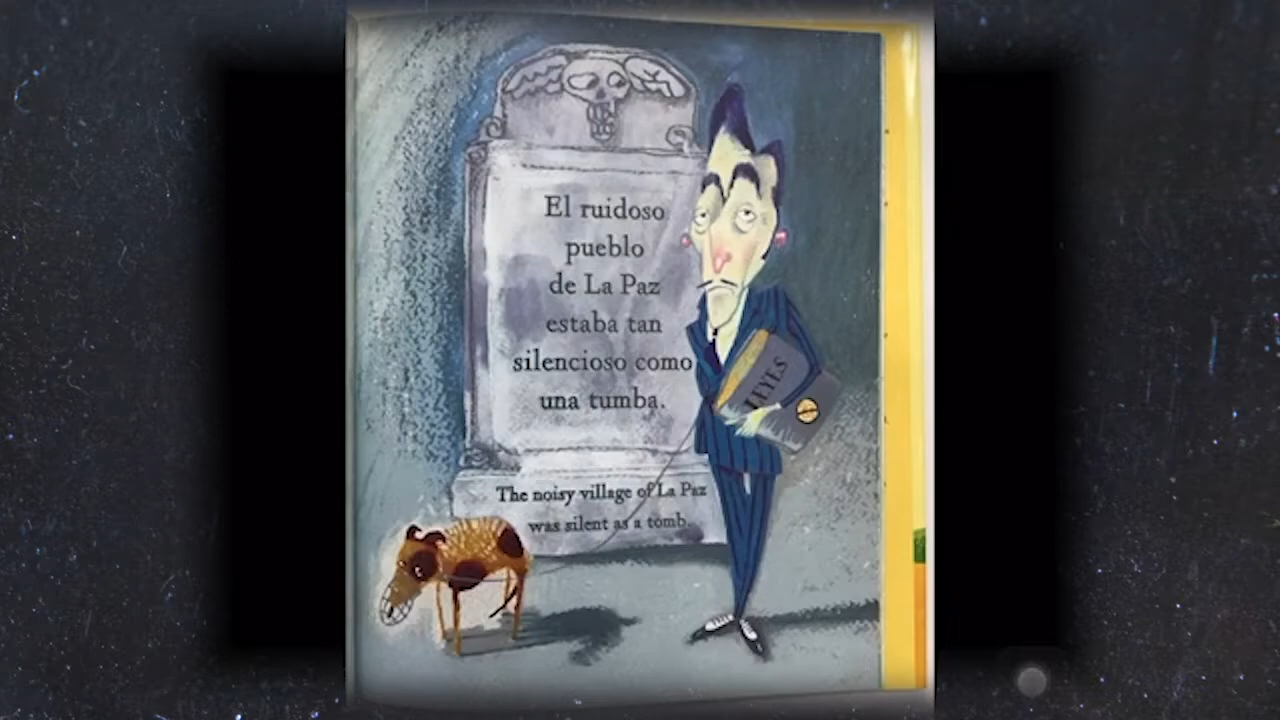 El ruidoso
pueblo
de La Paz
estaba tan
silencioso como
una tumba.
LEYES
The noisy village of La Paz
was silent as a tomb.